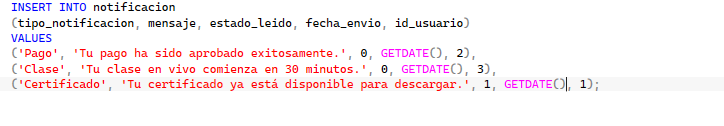 INSERT INTO notificacion
(tipo_notificacion, mensaje, estado_leido, fecha_envio, id_usuario)
VALUES
('Pago', 'Tu pago ha sido aprobado exitosamente.', 0, GETDATE(), 2),
('Clase', 'Tu clase en vivo comienza en 30 minutos.', 0, GETDATE(), 3),
('Certificado', 'Tu certificado ya está disponible para descargar.', 1, GETDATE(), 1);